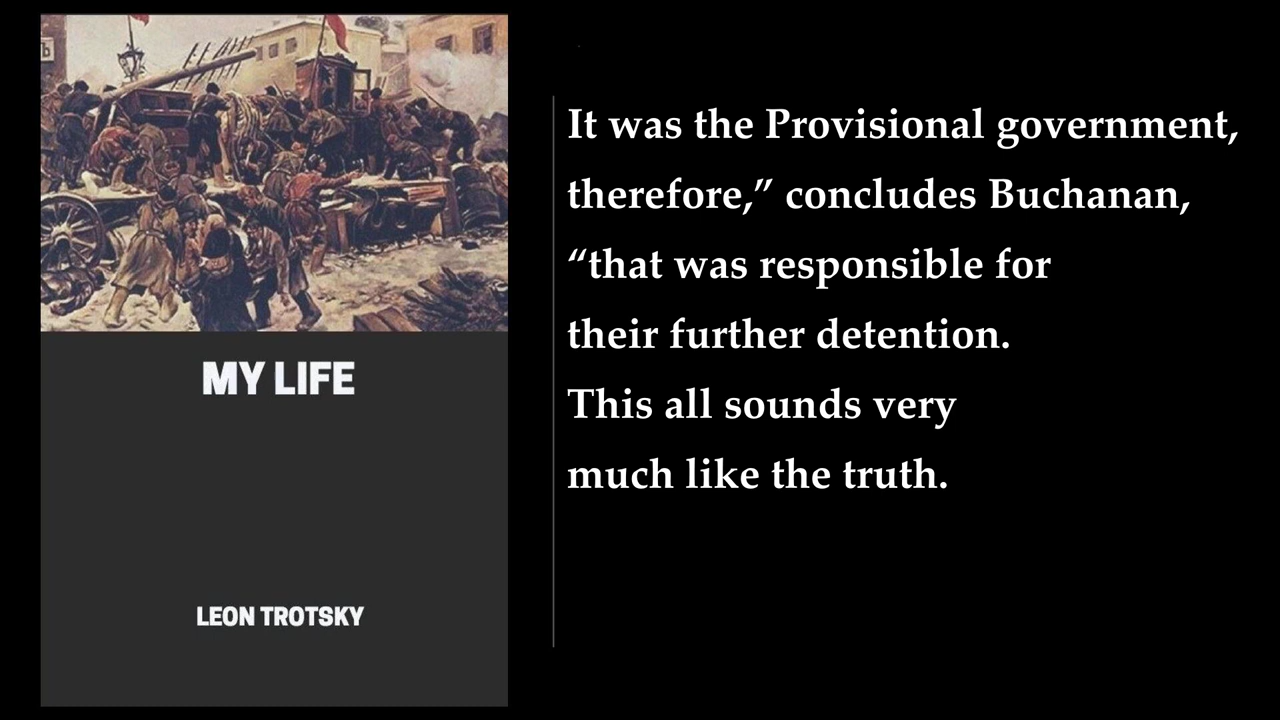 MY LIFE
LEON TROTSKY
It was the Provisional government,
therefore,” concludes Buchanan,
“that was responsible for
their further detention.
This all sounds very
much like the truth.